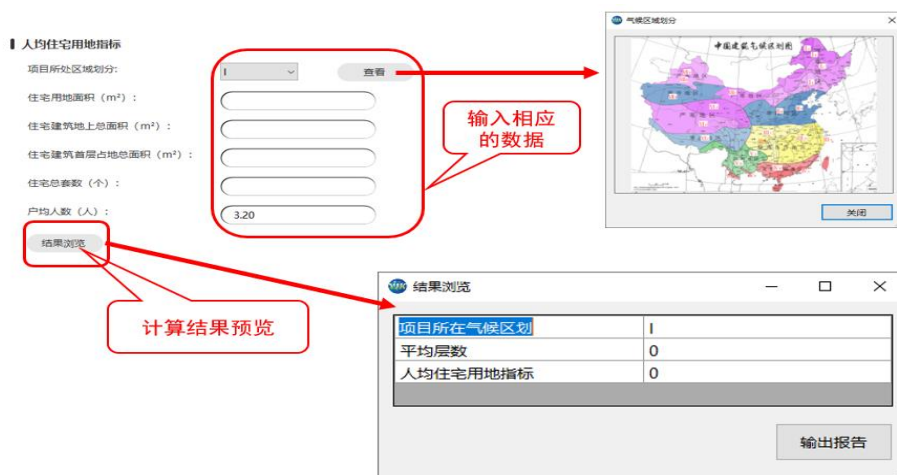 人均住宅用地指标
项目所处区域划分:
I
查看
住宅用地面积（m²）:
住宅建筑地上总面积（m²）:
住宅建筑首层占地总面积（m²）:
住宅总套数（个）:
户均人数（人）:
3.20
结果浏览
输入相应
的数据
计算结果预览
气候区域划分
中国建筑气候区划图
关闭
结果浏览
项目所在气候区划 I
平均层数 0
人均住宅用地指标 0
输出报告